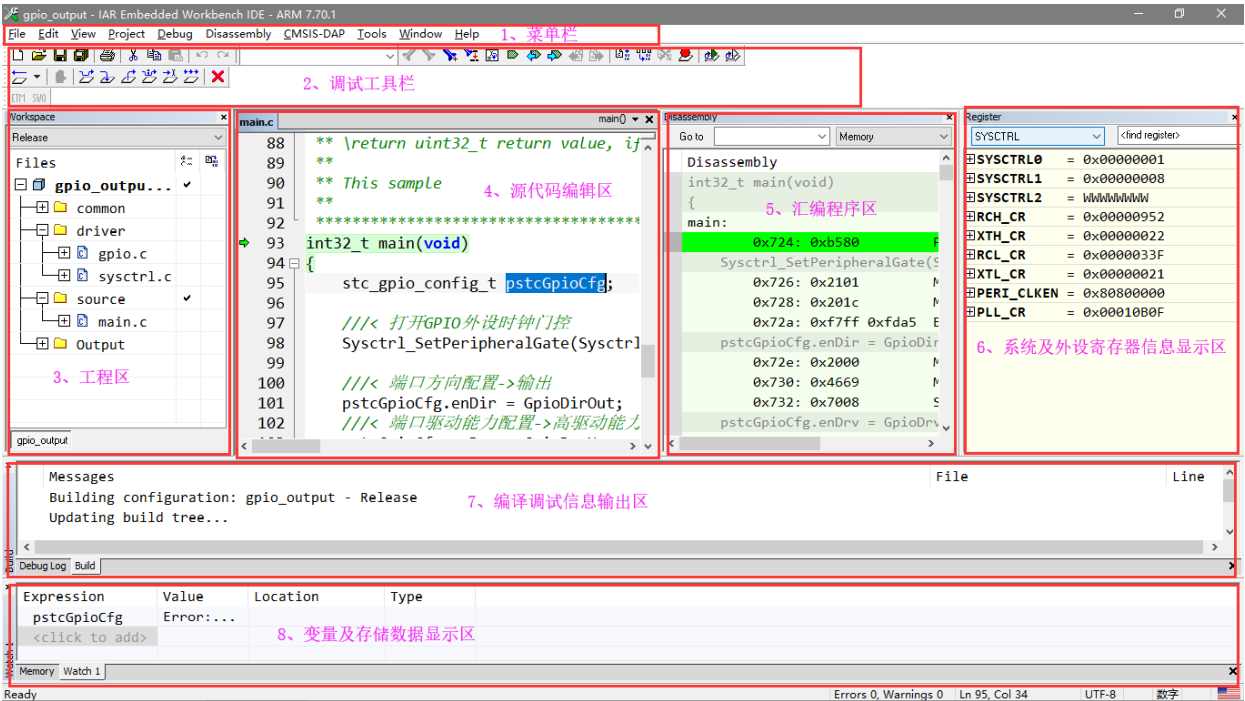 gpio_output - IAR Embedded Workbench IDE - ARM 7.70.1
File Edit View Project Debug Disassembly CMSIS-DAP Tools Window Help
1、菜单栏
2、调试工具栏
ETM SWO
Workspace
Release
Files
gpio_outpu...
common
driver
gpio.c
sysctrl.c
source
main.c
Output
3、工程区
gpio_output
main.c
main()
88 ** \return uint32_t return value, if
89 **
90 ** This sample
91 **
92 ************************************
93 int32_t main(void)
94 {
95 stc_gpio_config_t pstcGpioCfg;
96
97 ///< 打开GPIO外设时钟门控
98 Sysctrl_SetPeripheralGate(Sysctrl
99
100 ///< 端口方向配置->输出
101 pstcGpioCfg.enDir = GpioDirOut;
102 ///< 端口驱动能力配置->高驱动能力
4、源代码编辑区
Disassembly
Go to
Memory
Disassembly
int32_t main(void)
{
main:
0x724: 0xb580
Sysctrl_SetPeripheralGate(S
0x726: 0x2101
0x728: 0x201c
0x72a: 0xf7ff 0xfda5
pstcGpioCfg.enDir = GpioDir
0x72e: 0x2000
0x730: 0x4669
0x732: 0x7008
pstcGpioCfg.enDrv = GpioDrv
5、汇编程序区
Register
SYSCTRL
<find register>
SYSCTRL0 = 0x00000001
SYSCTRL1 = 0x00000008
SYSCTRL2 = WWWWWWWW
RCH_CR = 0x00000952
XTH_CR = 0x00000022
RCL_CR = 0x0000033F
XTL_CR = 0x00000021
PERI_CLKEN = 0x80800000
PLL_CR = 0x00010B0F
6、系统及外设寄存器信息显示区
Messages File Line
Building configuration: gpio_output - Release
Updating build tree...
7、编译调试信息输出区
Build
Debug Log Build
Expression Value Location Type
pstcGpioCfg Error:...
<click to add>
8、变量及存储数据显示区
Watch 1
Memory Watch 1
Ready
Errors 0, Warnings 0 Ln 95, Col 34 UTF-8 数字